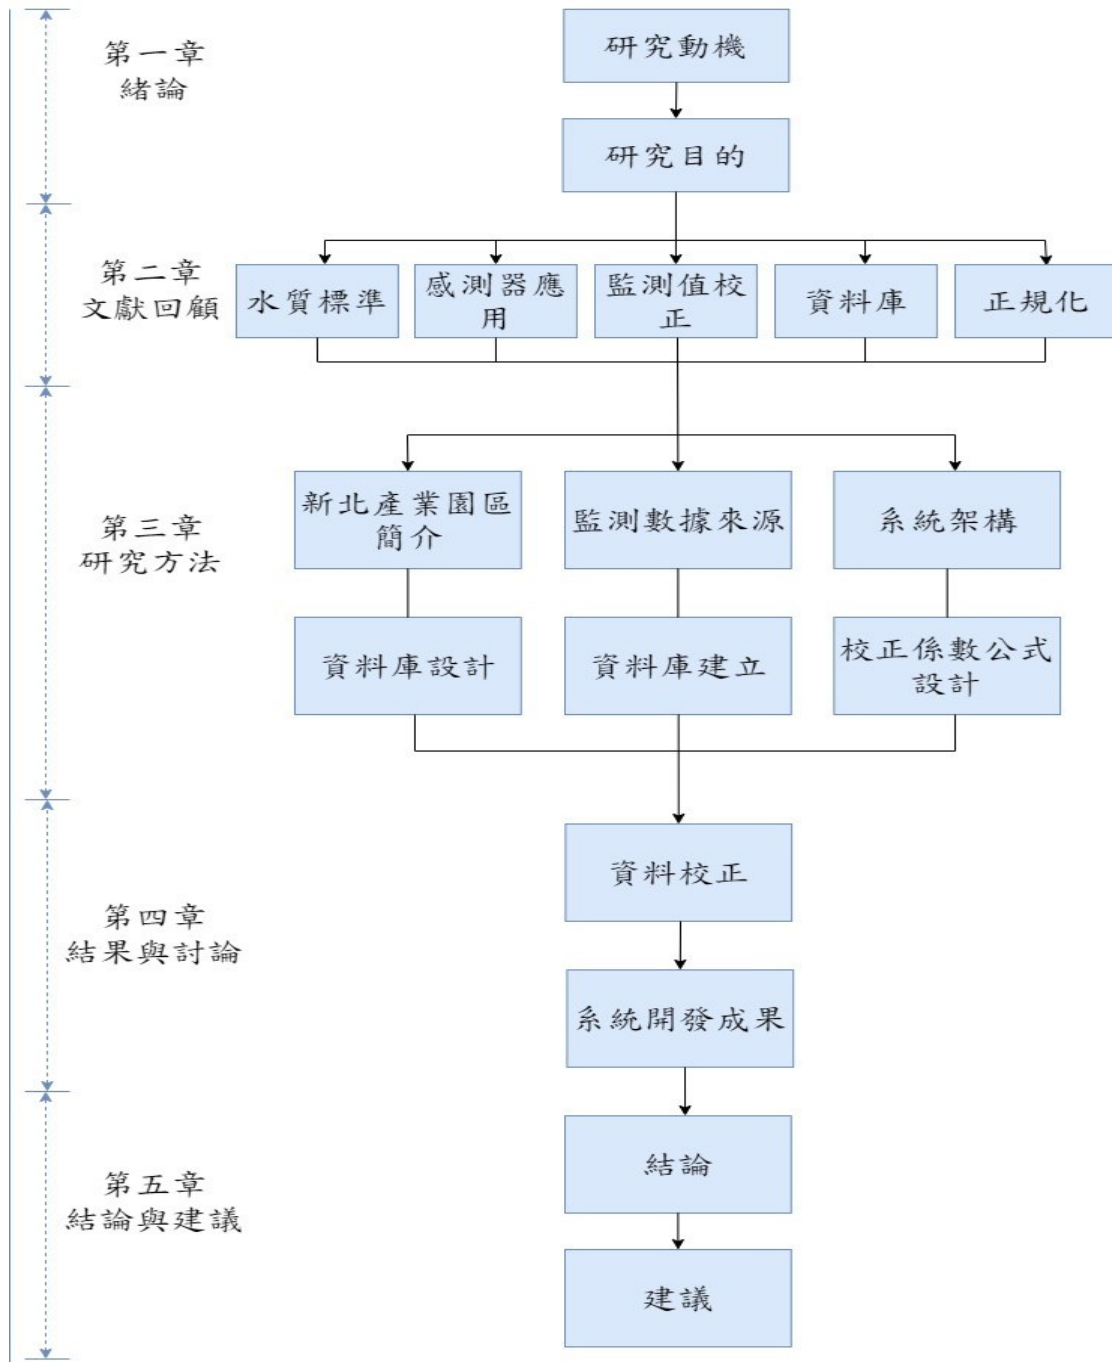 第一章
緒論
研究動機
研究目的
第二章
文獻回顧
水質標準
感測器應
用
監測值校
正
資料庫
正規化
第三章
研究方法
新北產業園區
簡介
監測數據來源
系統架構
資料庫設計
資料庫建立
校正係數公式
設計
第四章
結果與討論
資料校正
系統開發成果
第五章
結論與建議
結論
建議